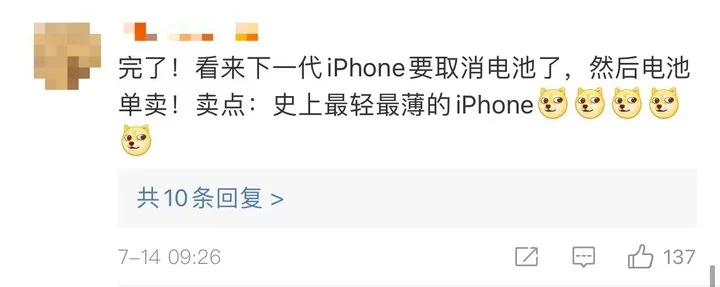 完了！看来下一代iPhone要取消电池了，然后电池
单卖！卖点：史上最轻最薄的iPhone
共10条回复 >
7-14 09:26
137